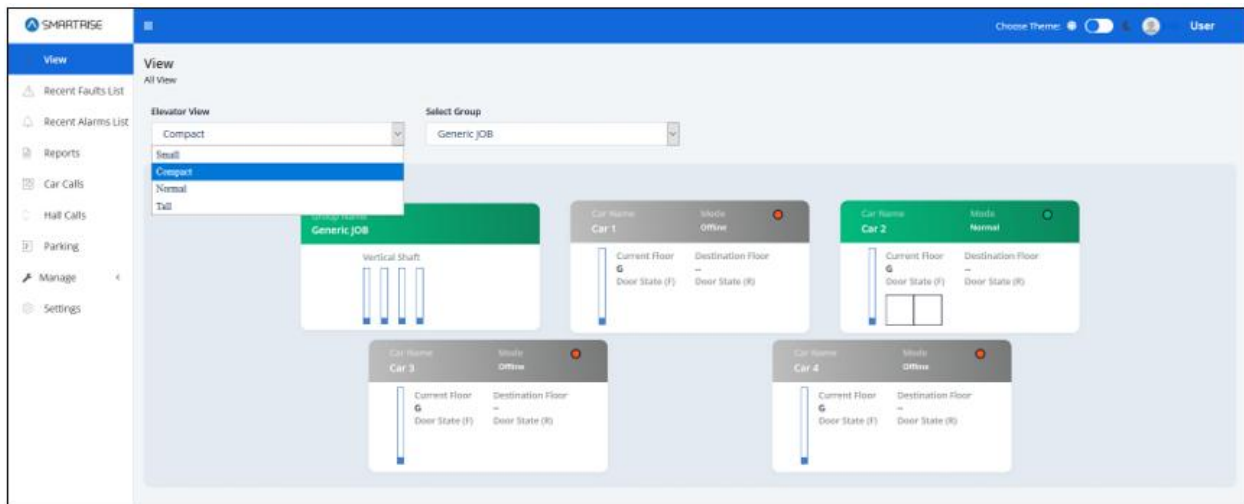 SMARTRISE
Choose Theme:
User
View
Recent Faults List
Recent Alarms List
Reports
Car Calls
Hall Calls
Parking
Manage
Settings
View
All View
Elevator View
Select Group
Compact
Generic JOB
Small
Compact
Normal
Tall
Group Name
Generic JOB
Vertical Shaft
Car Name Mode
Car 1 Offline
Current Floor Destination Floor
G --
Door State (F) Door State (R)
Car Name Mode
Car 2 Normal
Current Floor Destination Floor
G --
Door State (F) Door State (R)
Car Name Mode
Car 3 Offline
Current Floor Destination Floor
G --
Door State (F) Door State (R)
Car Name Mode
Car 4 Offline
Current Floor Destination Floor
G --
Door State (F) Door State (R)